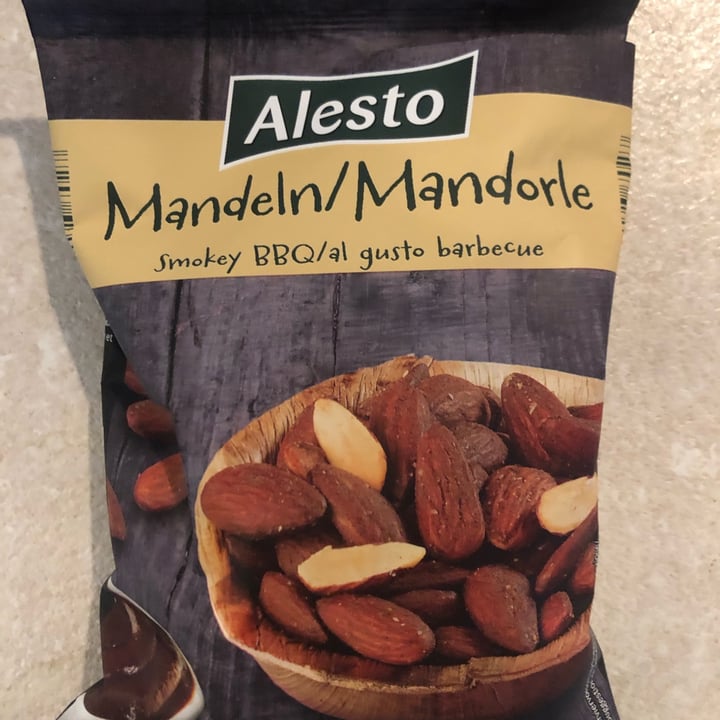 Alesto
Mandeln/Mandorle
Smokey BBQ/al gusto barbecue